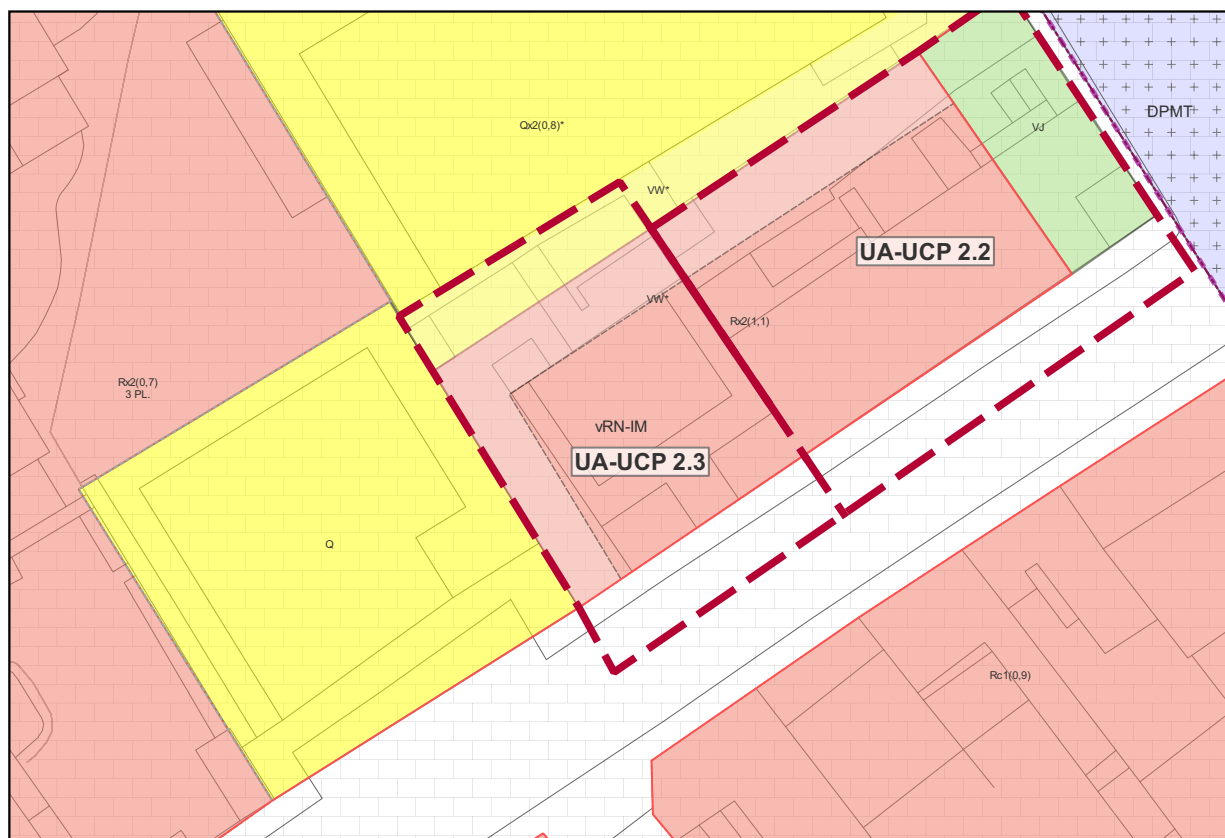 DPMT
Qx2(0,8)*
VJ
VW*
UA-UCP 2.2
VW*
Rx2(1,1)
Rx2(0,7)
3 PL.
vRN-IM
UA-UCP 2.3
Q
Rc1(0,9)